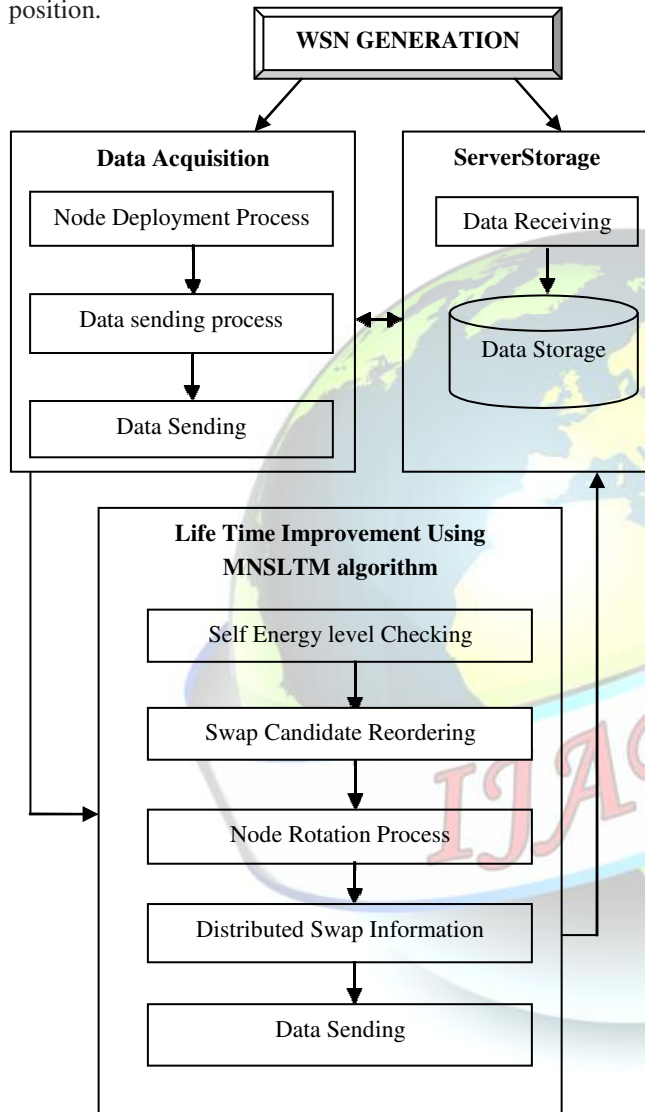 position.
WSN GENERATION
Data Acquisition
Node Deployment Process
Data sending process
Data Sending
ServerStorage
Data Receiving
Data Storage
Life Time Improvement Using
MNSLTM algorithm
Self Energy level Checking
Swap Candidate Reordering
Node Rotation Process
Distributed Swap Information
Data Sending